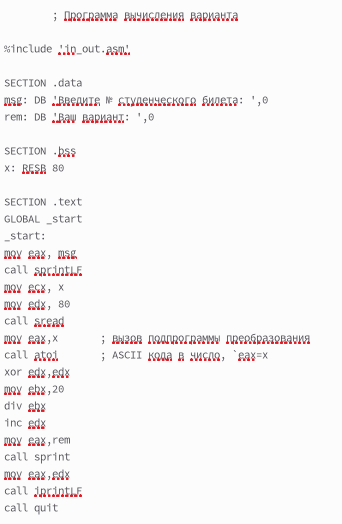 ; Программа вычисления варианта
%include 'in_out.asm'
SECTION .data
msg: DB 'Введите № студенческого билета: ',0
rem: DB 'Ваш вариант: ',0
SECTION .bss
x: RESB 80
SECTION .text
GLOBAL _start
_start:
mov eax, msg
call sprintLF
mov ecx, x
mov edx, 80
call sread
mov eax,x ; вызов подпрограммы преобразования
call atoi ; ASCII кода в число, `eax=x
xor edx,edx
mov ebx,20
div ebx
inc edx
mov eax,rem
call sprint
mov eax,edx
call iprintLF
call quit